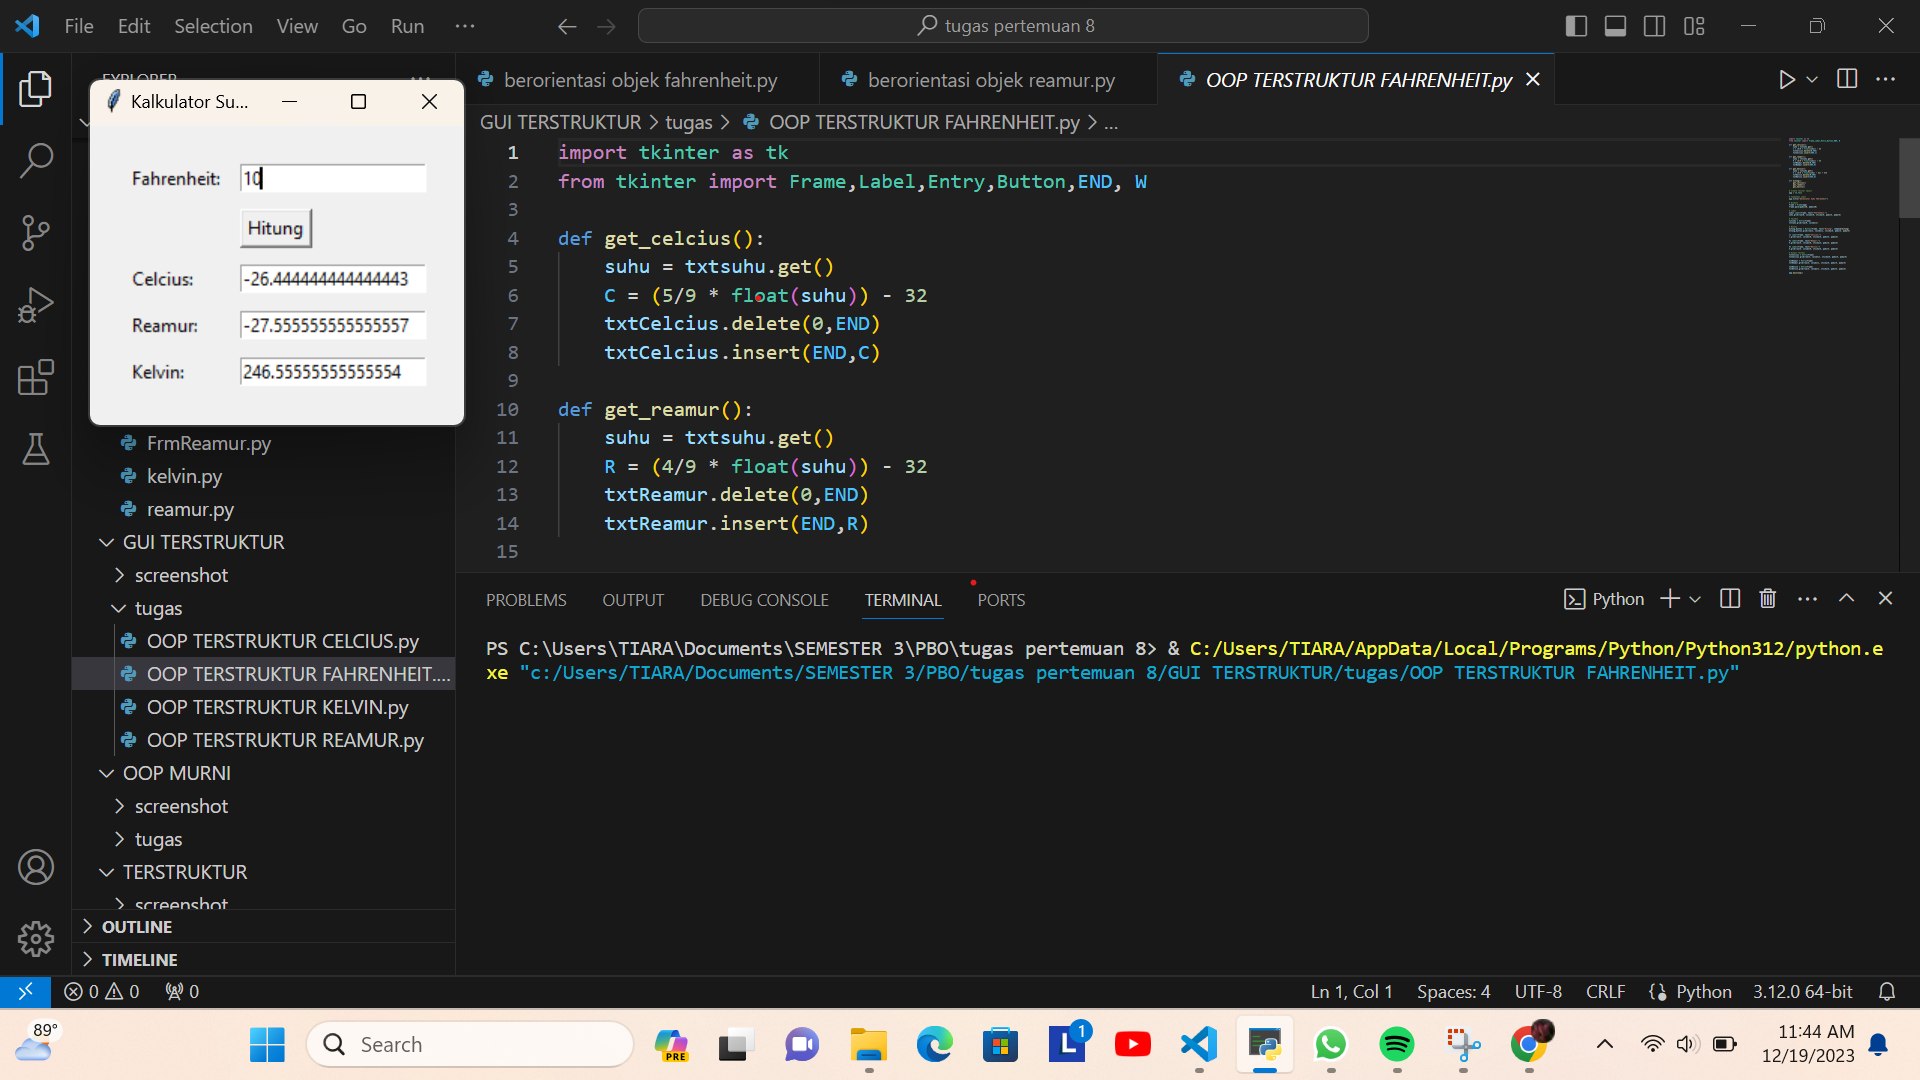 File Edit Selection View Go Run ···
tugas pertemuan 8
EXPLORER
berorientasi objek fahrenheit.py
berorientasi objek reamur.py
OOP TERSTRUKTUR FAHRENHEIT.py
GUI TERSTRUKTUR > tugas > OOP TERSTRUKTUR FAHRENHEIT.py > ...
Kalkulator Su...
Fahrenheit: 10
Hitung
Celcius: -26.444444444444443
Reamur: -27.555555555555557
Kelvin: 246.55555555555554
1 import tkinter as tk
2 from tkinter import Frame,Label,Entry,Button,END, W
3
4 def get_celcius():
5     suhu = txtsuhu.get()
6     C = (5/9 * float(suhu)) - 32
7     txtCelcius.delete(0,END)
8     txtCelcius.insert(END,C)
9
10 def get_reamur():
11     suhu = txtsuhu.get()
12     R = (4/9 * float(suhu)) - 32
13     txtReamur.delete(0,END)
14     txtReamur.insert(END,R)
15
FrmReamur.py
kelvin.py
reamur.py
GUI TERSTRUKTUR
screenshot
tugas
OOP TERSTRUKTUR CELCIUS.py
OOP TERSTRUKTUR FAHRENHEIT....
OOP TERSTRUKTUR KELVIN.py
OOP TERSTRUKTUR REAMUR.py
OOP MURNI
screenshot
tugas
TERSTRUKTUR
screenshot
OUTLINE
TIMELINE
PROBLEMS OUTPUT DEBUG CONSOLE TERMINAL PORTS
Python
PS C:\Users\TIARA\Documents\SEMESTER 3\PBO\tugas pertemuan 8> & C:/Users/TIARA/AppData/Local/Programs/Python/Python312/python.e
xe "c:/Users/TIARA/Documents/SEMESTER 3/PBO/tugas pertemuan 8/GUI TERSTRUKTUR/tugas/OOP TERSTRUKTUR FAHRENHEIT.py"
0 0 0
Ln 1, Col 1 Spaces: 4 UTF-8 CRLF Python 3.12.0 64-bit
89°
Search
PRE
L
1
11:44 AM
12/19/2023